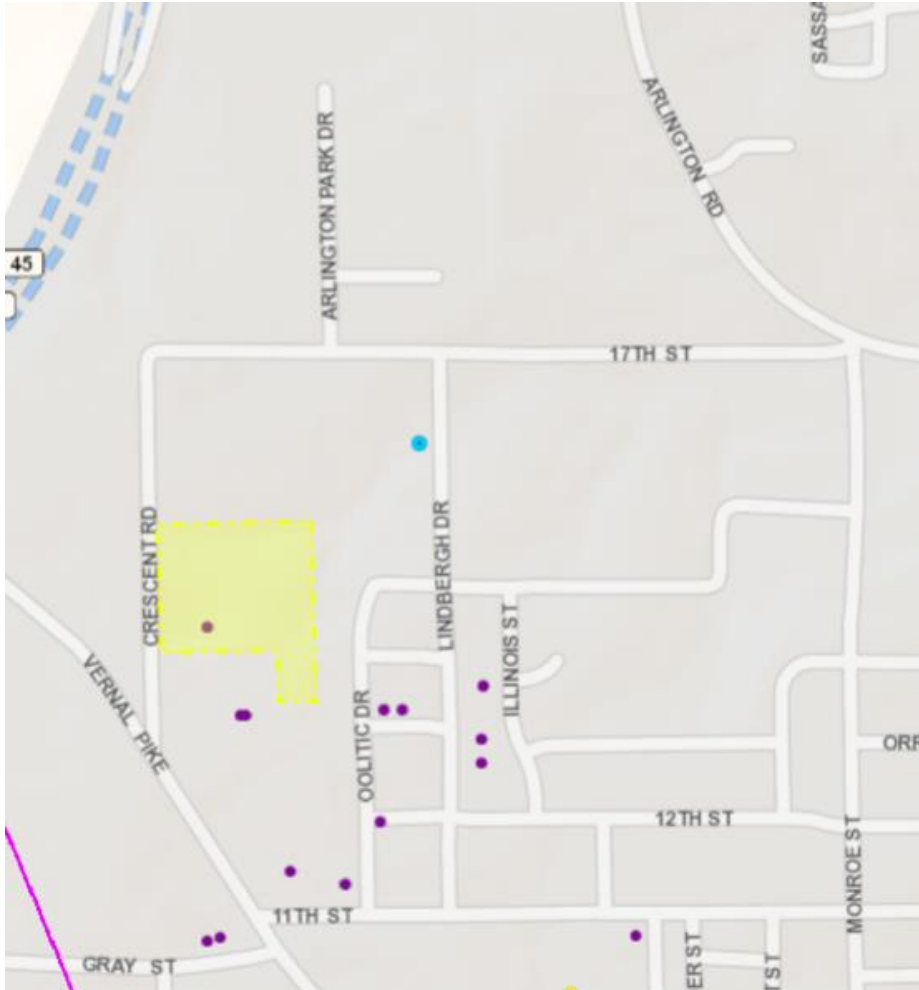 SASSA
ARLINGTON RD
ARLINGTON PARK DR
45
17TH ST
CRESCENT RD
LINDBERGH DR
ILLINOIS ST
VERNAL PIKE
OOLITIC DR
ORR
12TH ST
MONROE ST
11TH ST
GRAY ST
ER ST
T ST